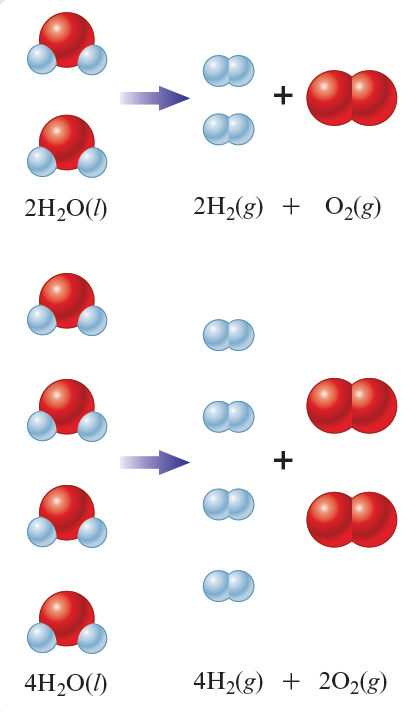 +
2H₂O(l) 2H₂(g) + O₂(g)
+
4H₂O(l) 4H₂(g) + 2O₂(g)